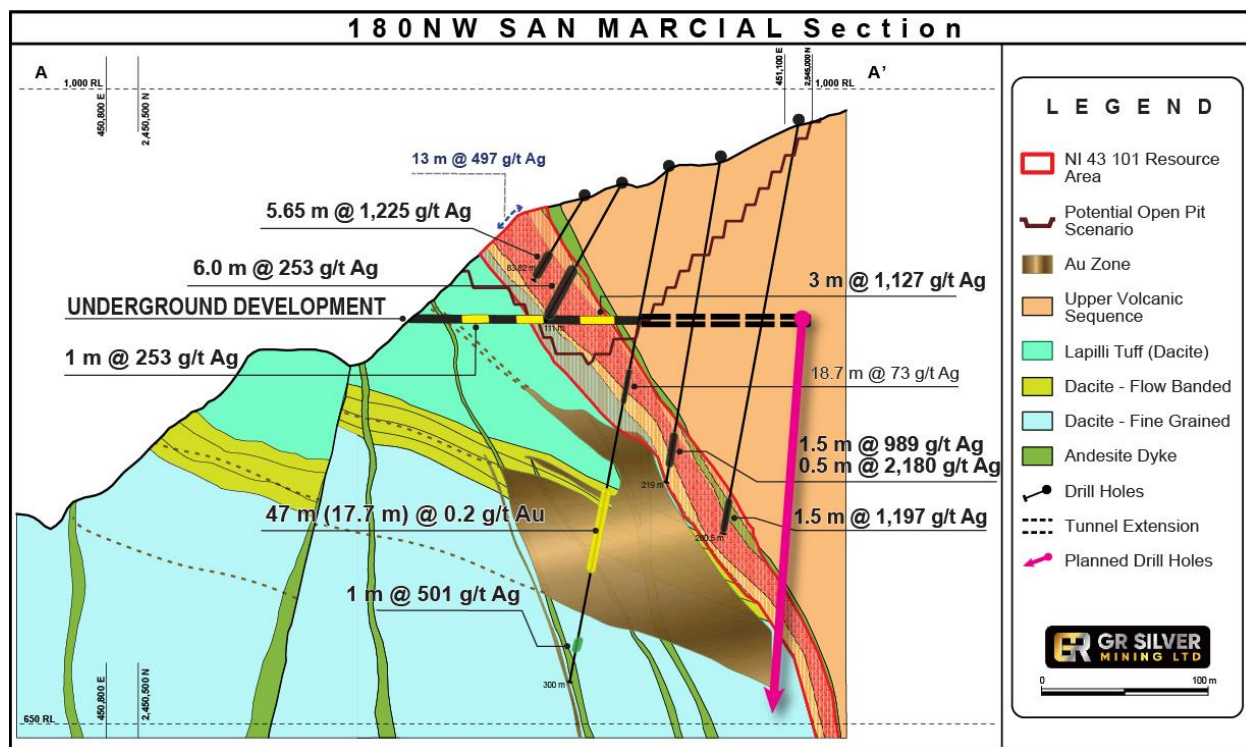 180NW SAN MARCIAL Section
A
A'
1,000 RL
1,000 RL
450,800 E
2,450,500 N
451,100 E
2,545,000 N
13 m @ 497 g/t Ag
5.65 m @ 1,225 g/t Ag
83.82 m
6.0 m @ 253 g/t Ag
3 m @ 1,127 g/t Ag
UNDERGROUND DEVELOPMENT
111 m
1 m @ 253 g/t Ag
18.7 m @ 73 g/t Ag
1.5 m @ 989 g/t Ag
0.5 m @ 2,180 g/t Ag
219 m
47 m (17.7 m) @ 0.2 g/t Au
1.5 m @ 1,197 g/t Ag
1 m @ 501 g/t Ag
300 m
450,800 E
2,450,500 N
650 RL
LEGEND
NI 43 101 Resource
Area
Potential Open Pit
Scenario
Au Zone
Upper Volcanic
Sequence
Lapilli Tuff (Dacite)
Dacite - Flow Banded
Dacite - Fine Grained
Andesite Dyke
Drill Holes
Tunnel Extension
Planned Drill Holes
GR SILVER
MINING LTD
0 100 m